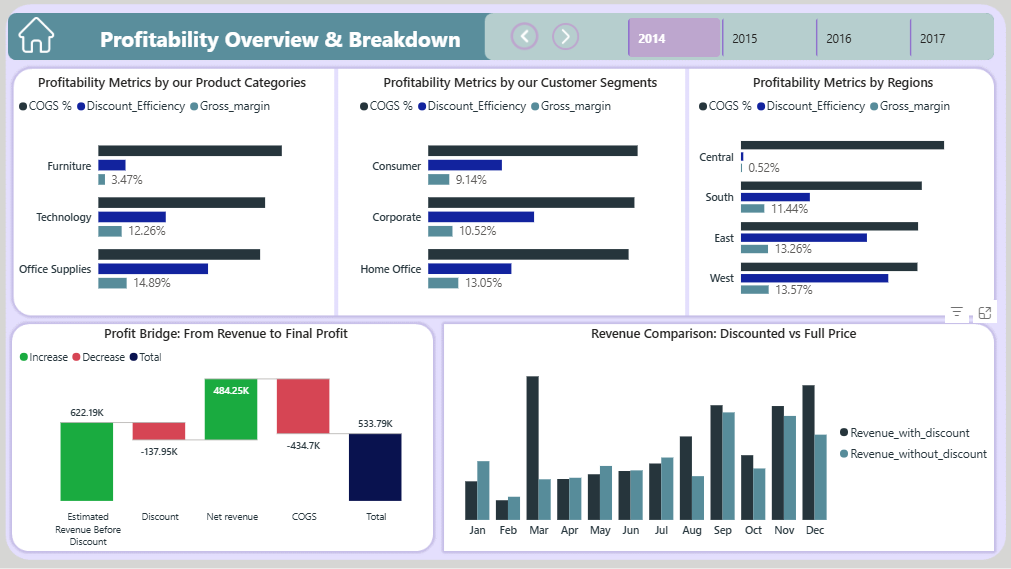 Profitability Overview & Breakdown
2014
2015
2016
2017
Profitability Metrics by our Product Categories
COGS % Discount_Efficiency Gross_margin
Furniture
3.47%
Technology
12.26%
Office Supplies
14.89%
Profitability Metrics by our Customer Segments
COGS % Discount_Efficiency Gross_margin
Consumer
9.14%
Corporate
10.52%
Home Office
13.05%
Profitability Metrics by Regions
COGS % Discount_Efficiency Gross_margin
Central
0.52%
South
11.44%
East
13.26%
West
13.57%
Profit Bridge: From Revenue to Final Profit
Increase Decrease Total
622.19K
-137.95K
484.25K
-434.7K
533.79K
Estimated
Revenue Before
Discount
Discount
Net revenue
COGS
Total
Revenue Comparison: Discounted vs Full Price
Revenue_with_discount
Revenue_without_discount
Jan Feb Mar Apr May Jun Jul Aug Sep Oct Nov Dec